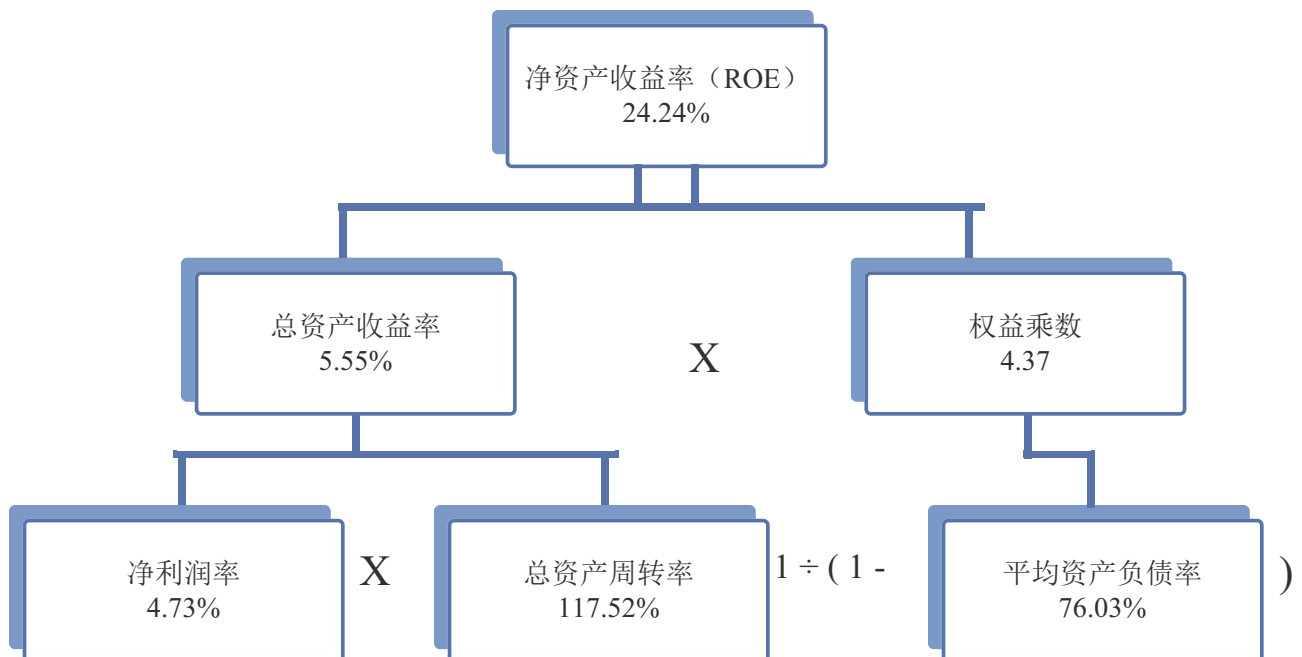 净资产收益率（ROE）
24.24%
总资产收益率
5.55%
X
权益乘数
4.37
净利润率
4.73%
X
总资产周转率
117.52%
1 ÷ ( 1 -
平均资产负债率
76.03%
)